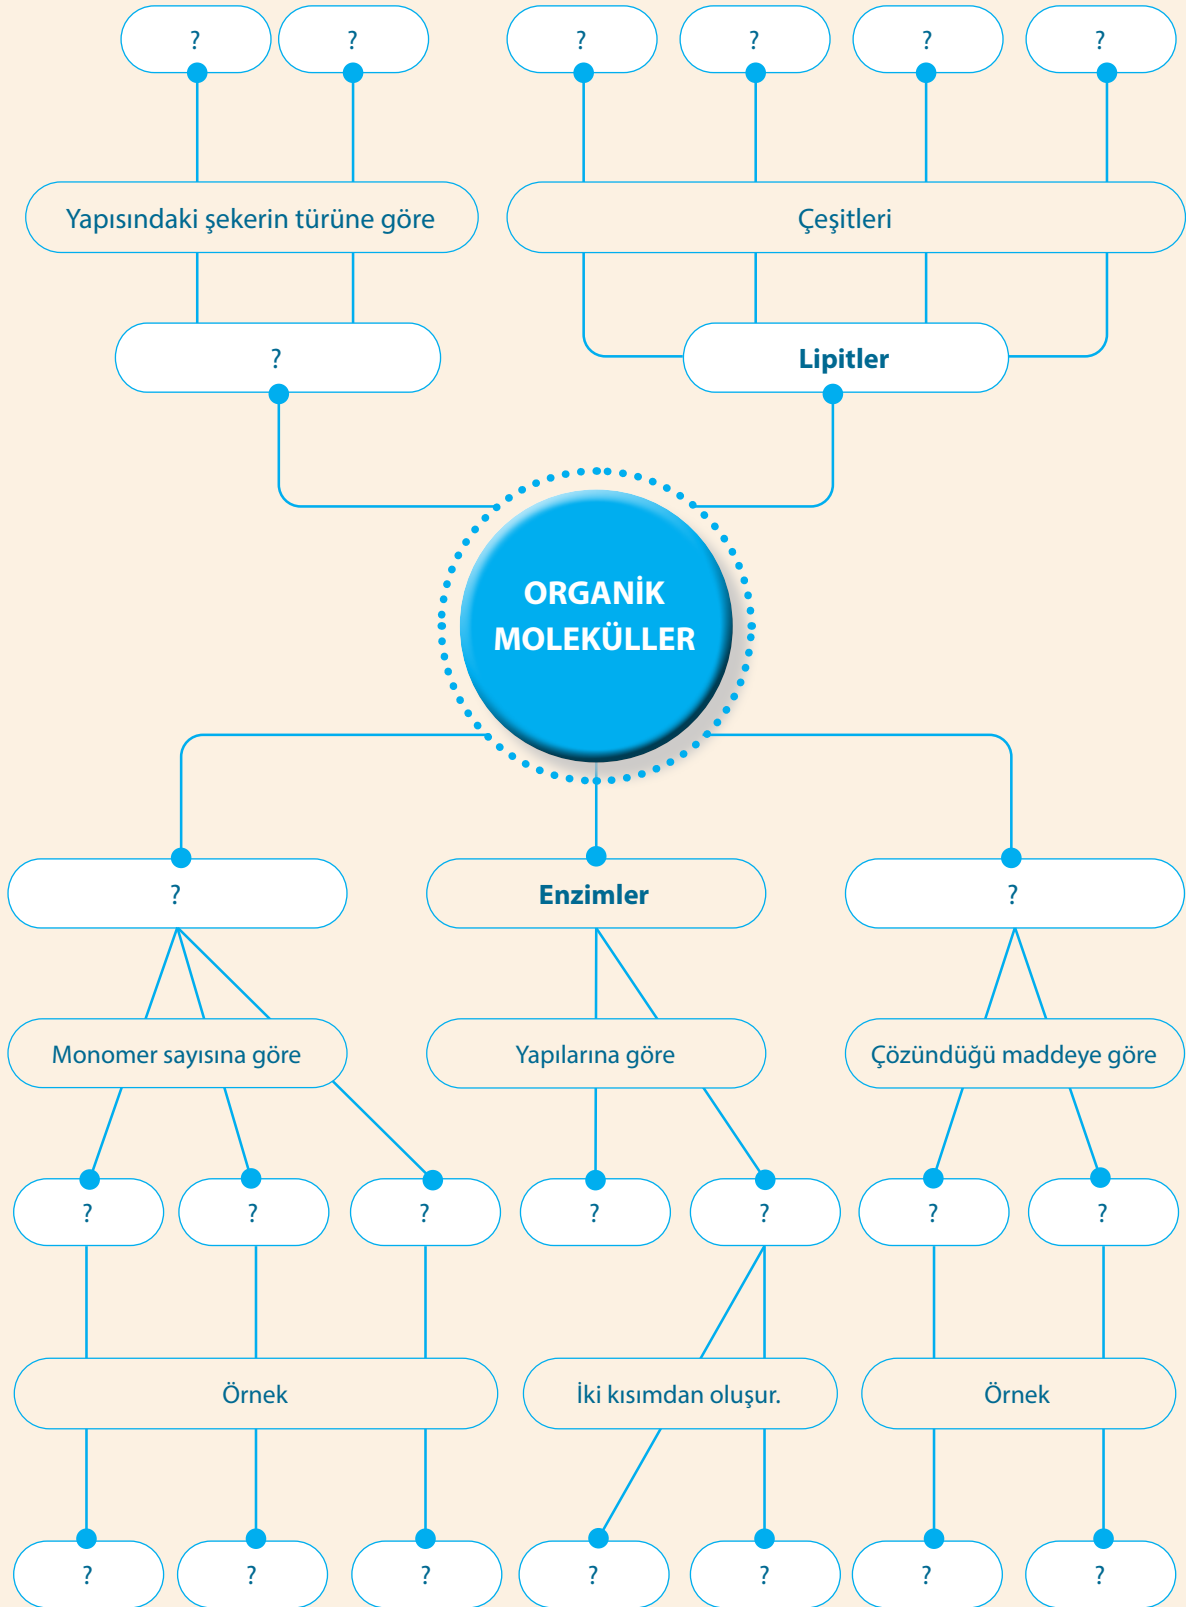 ? ? ? ? ? ?
Yapısındaki şekerin türüne göre
Çeşitleri
?
Lipitler
ORGANİK
MOLEKÜLLER
?
Enzimler
?
Monomer sayısına göre
Yapılarına göre
Çözündüğü maddeye göre
? ? ? ? ? ? ?
Örnek
İki kısımdan oluşur.
Örnek
? ? ? ? ? ? ?